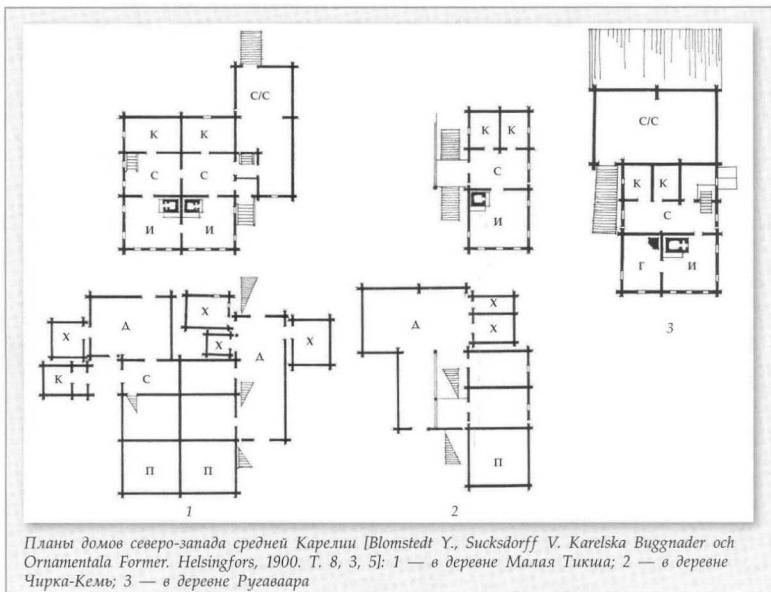 С/С
К К
С С
И И
К К
С
И
С/С
К К
С
Г И
3
Х Д Х Х Д Х
К С
П П
1
Д Х
Х
П
2
Планы домов северо-запада средней Карелии [Blomstedt Y., Sucksdorff V. Karelska Buggnader och
Ornamentala Former. Helsingfors, 1900. T. 8, 3, 5]: 1 — в деревне Малая Тикша; 2 — в деревне
Чирка-Кемь; 3 — в деревне Ругаваара